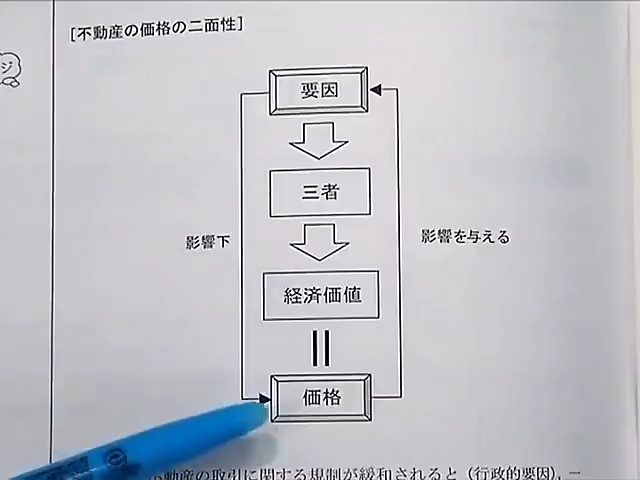 [不動産の価格の二面性]
ジ
要因
三者
影響下
影響を与える
経済価値
価格
不動産の取引に関する規制が緩和されると(行政的要因)、一